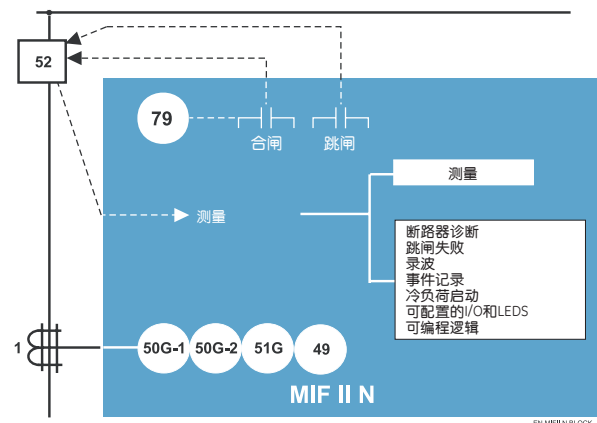 52
79
合闸
跳闸
测量
测量
断路器诊断
跳闸失败
录波
事件记录
冷负荷启动
可配置的I/O和LEDS
可编程逻辑
1
50G-1
50G-2
51G
49
MIF II N